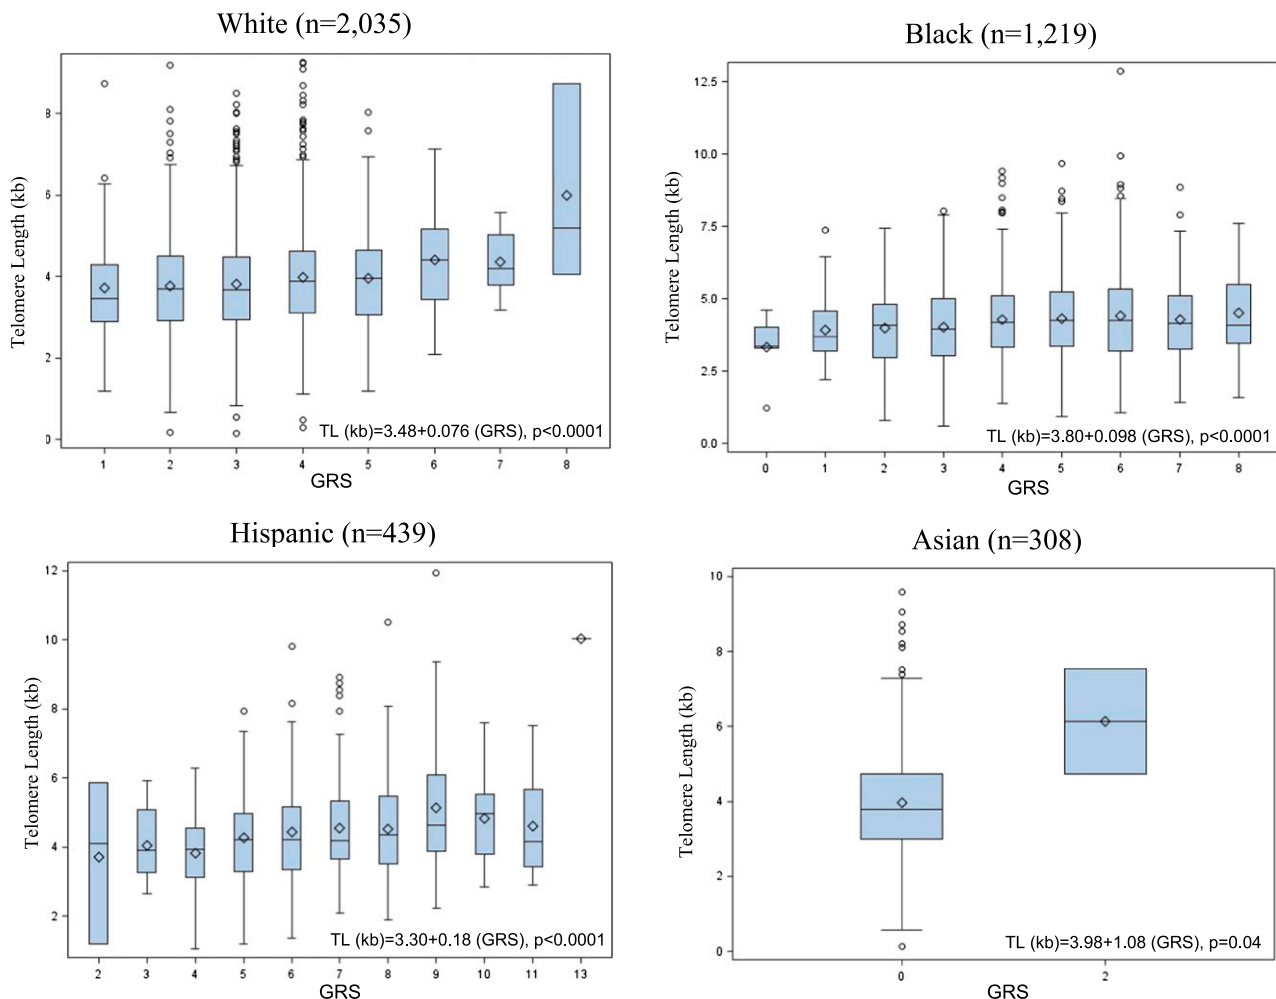 White (n=2,035)
Telomere Length (kb)
8
6
4
2
0
TL (kb)=3.48+0.076 (GRS), p<0.0001
1 2 3 4 5 6 7 8
GRS
Black (n=1,219)
Telomere Length (kb)
12.5
10.0
7.5
5.0
2.5
0.0
TL (kb)=3.80+0.098 (GRS), p<0.0001
0 1 2 3 4 5 6 7 8
GRS
Hispanic (n=439)
Telomere Length (kb)
12
10
8
6
4
2
TL (kb)=3.30+0.18 (GRS), p<0.0001
2 3 4 5 6 7 8 9 10 11 13
GRS
Asian (n=308)
Telomere Length (kb)
10
8
6
4
2
0
TL (kb)=3.98+1.08 (GRS), p=0.04
0 2
GRS